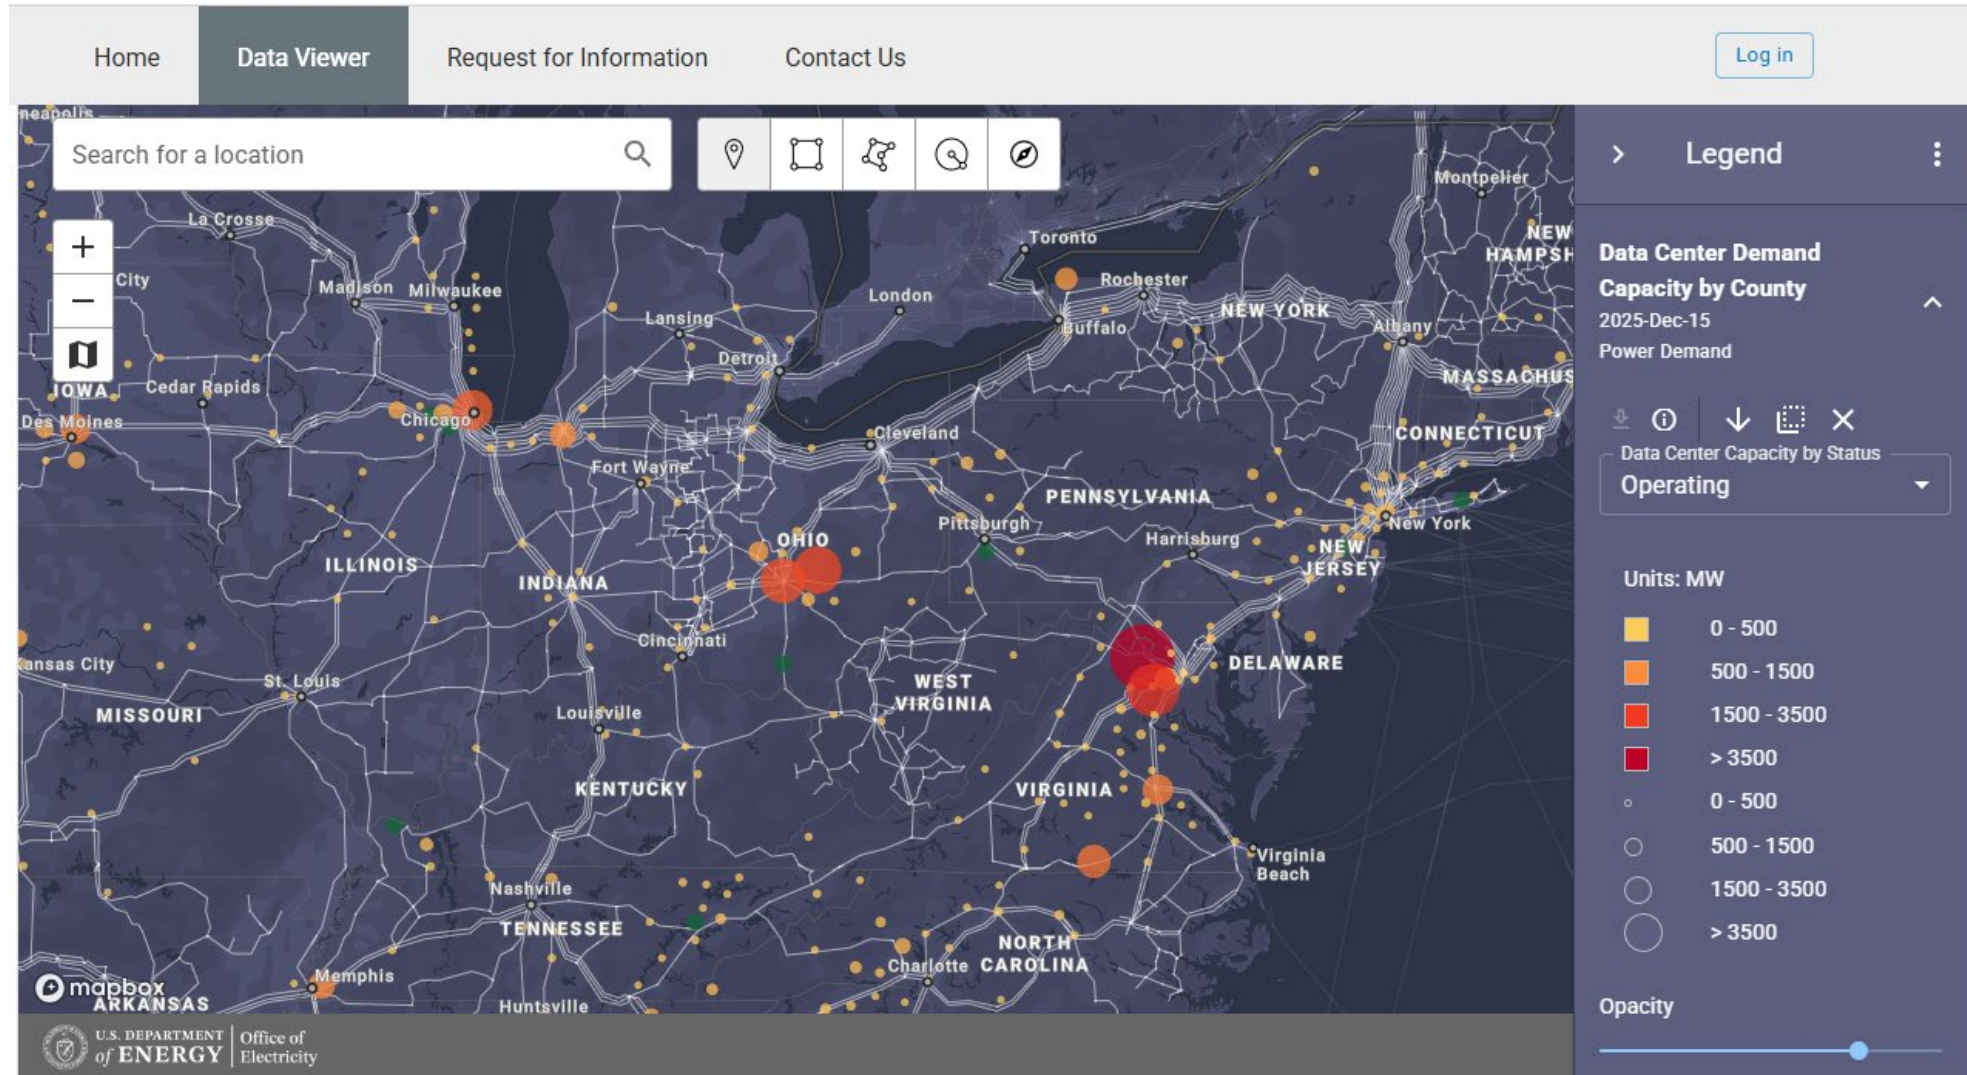 Home
Data Viewer
Request for Information
Contact Us
Log in
Search for a location
Legend
Data Center Demand
Capacity by County
2025-Dec-15
Power Demand
Data Center Capacity by Status
Operating
Units: MW
0 - 500
500 - 1500
1500 - 3500
> 3500
0 - 500
500 - 1500
1500 - 3500
> 3500
Opacity
neapolis
La Crosse
City
Madison
Milwaukee
Lansing
Detroit
London
Toronto
Rochester
Buffalo
NEW YORK
Albany
Montpelier
NEW
HAMPSH
MASSACHUS
CONNECTICUT
IOWA
Cedar Rapids
Des Moines
Chicago
Fort Wayne
Cleveland
PENNSYLVANIA
Pittsburgh
Harrisburg
New York
NEW
JERSEY
OHIO
ILLINOIS
INDIANA
Cincinnati
Kansas City
St. Louis
MISSOURI
Louisville
WEST
VIRGINIA
DELAWARE
KENTUCKY
VIRGINIA
Virginia
Beach
Nashville
TENNESSEE
NORTH
CAROLINA
Charlotte
Memphis
Huntsville
mapbox
ARKANSAS
U.S. DEPARTMENT
of ENERGY
Office of
Electricity